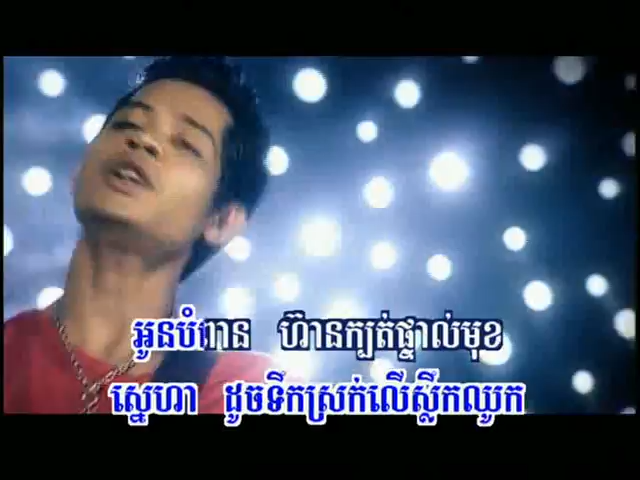 អូនបំពាន ហ៊ានក្បត់ផ្ទាល់មុខ
ស្នេហា ដូចទឹកស្រក់លើស្លឹកឈូក